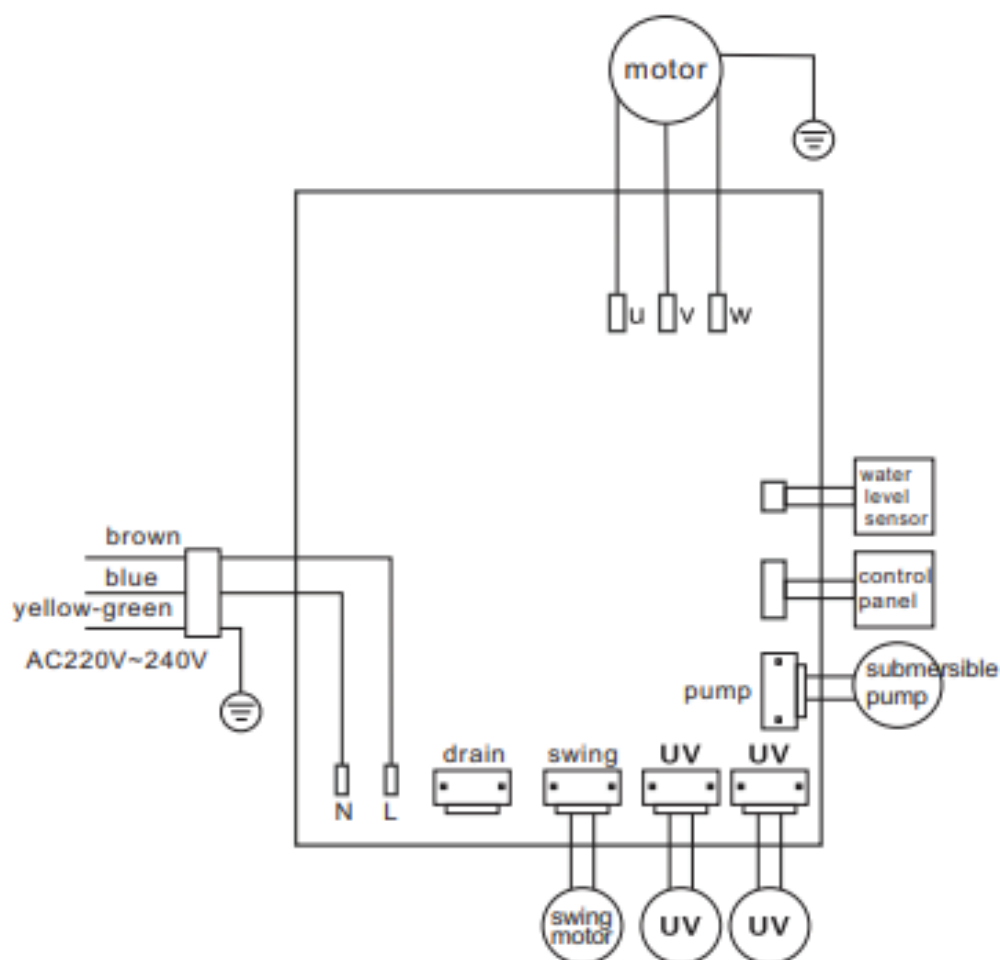 motor
u
v
w
water
level
sensor
brown
blue
control
yellow-green
panel
AC220V~240V
submersible
pump
pump
drain
swing
UV
UV
N
L
swing
motor
UV
UV